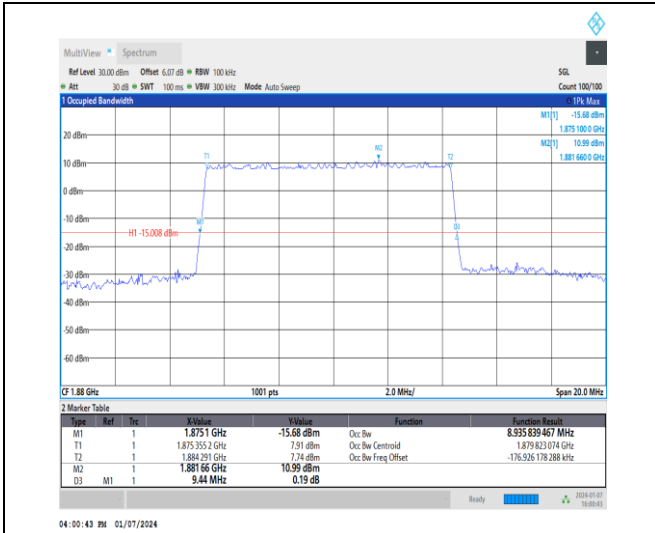 MultiView Spectrum
Ref Level 30.00 dBm Offset 6.07 dB RBW 100 kHz SGL
Att 30 dB SWT 100 ms VBW 300 kHz Mode Auto Sweep Count 100/100
1 Occupied Bandwidth 1Pk Max
M1[1] -15.68 dBm
1.875 100 0 GHz
M2[1] 10.99 dBm
1.881 660 0 GHz
20 dBm
M2
T1 T2
10 dBm
0 dBm
-10 dBm
M1 D3
H1 -15.008 dBm
-20 dBm
-30 dBm
-40 dBm
-50 dBm
-60 dBm
CF 1.88 GHz 1001 pts 2.0 MHz/ Span 20.0 MHz
2 Marker Table
Type Ref Trc X-Value Y-Value Function Function Result
M1 1 1.8751 GHz -15.68 dBm Occ Bw 8.935 839 467 MHz
T1 1 1.875 355 2 GHz 7.91 dBm Occ Bw Centroid 1.879 823 074 GHz
T2 1 1.884 291 GHz 7.74 dBm Occ Bw Freq Offset -176.926 178 288 kHz
M2 1 1.881 66 GHz 10.99 dBm
D3 M1 1 9.44 MHz 0.19 dB
Ready 2024-01-07
16:00:43
04:00:43 PM 01/07/2024